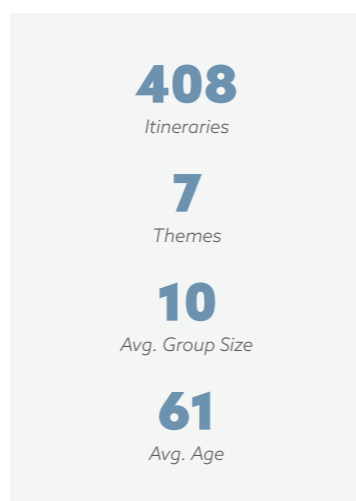 408
Itineraries
7
Themes
10
Avg. Group Size
61
Avg. Age